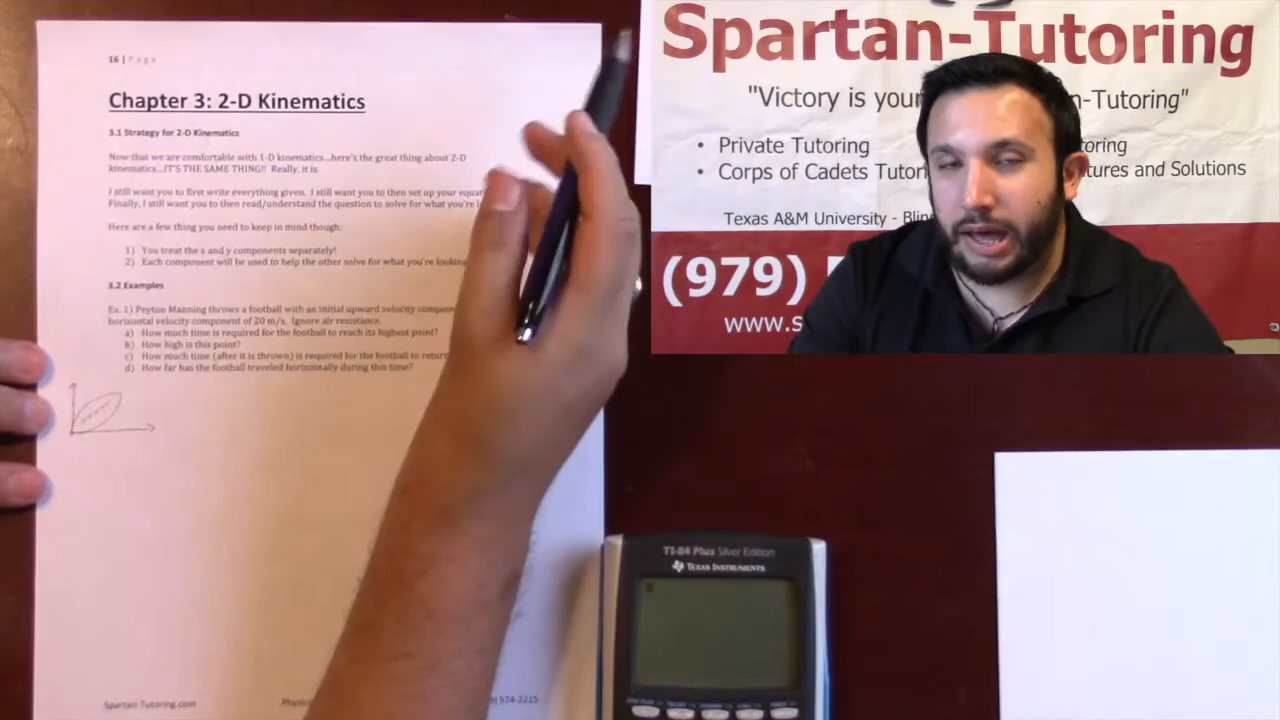 16 | P a g e
Chapter 3: 2-D Kinematics
3.1 Strategy for 2-D Kinematics
Now that we are comfortable with 1-D kinematics...here's the great thing about 2-D
kinematics...IT'S THE SAME THING!! Really, it is.
I still want you to first write everything given. I still want you to then set up your
Finally, I still want you to then read/understand the question to solve for what
Here are a few thing you need to keep in mind though:
1) You treat the x and y components separately!
2) Each component will be used to help the other solve for what you're looking
3.2 Examples
Ex. 1) Peyton Manning throws a football with an initial upward velocity
horizontal velocity component of 20 m/s. Ignore air resistance.
a) How much time is required for the football to reach its highest point?
b) How high is this point?
c) How much time (after it is thrown) is required for the football to
d) How far has the football traveled horizontally during this time?
Spartan-Tutoring.com
574-2215
Spartan-Tutoring
"Victory is -Tutoring"
• Private Tutoring
• Corps of Cadets and Solutions
Texas A&M University -
(979)
www.s
TI-84 Plus Silver Edition
TEXAS INSTRUMENTS